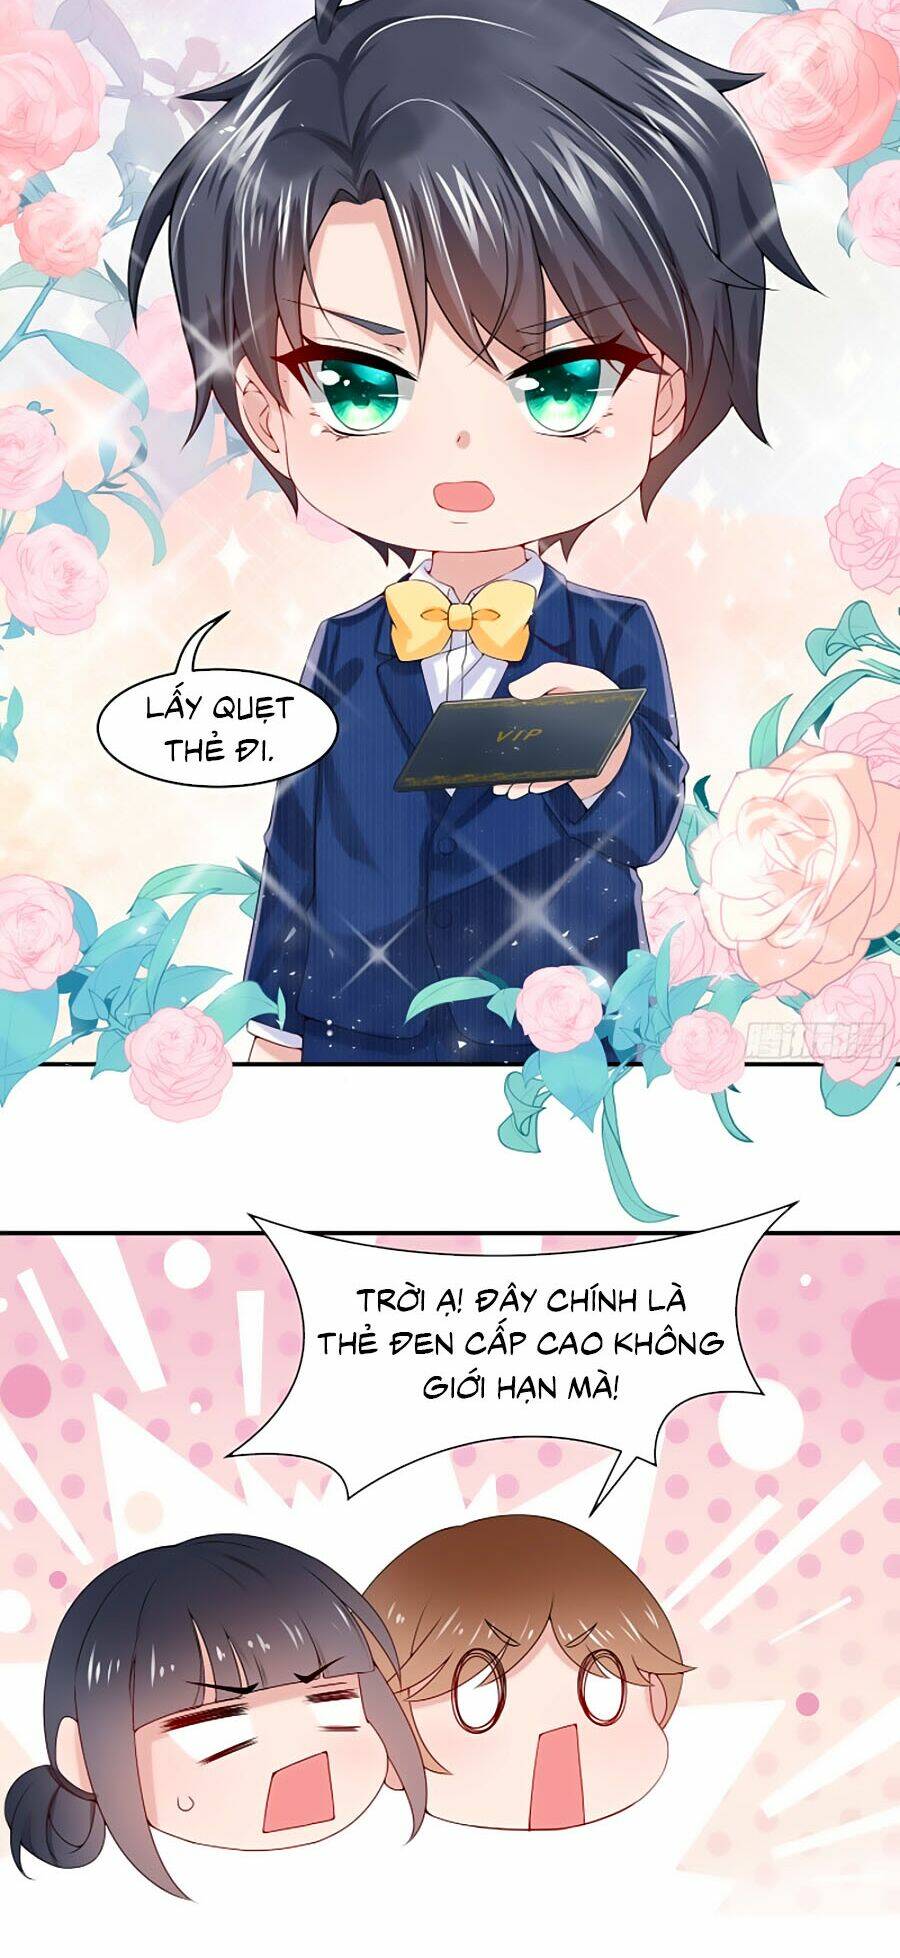 LẤY QUẸT
THẺ ĐI.
VIP
TRỜI Ạ! ĐÂY CHÍNH LÀ
THẺ ĐEN CẤP CAO KHÔNG
GIỚI HẠN MÀ!